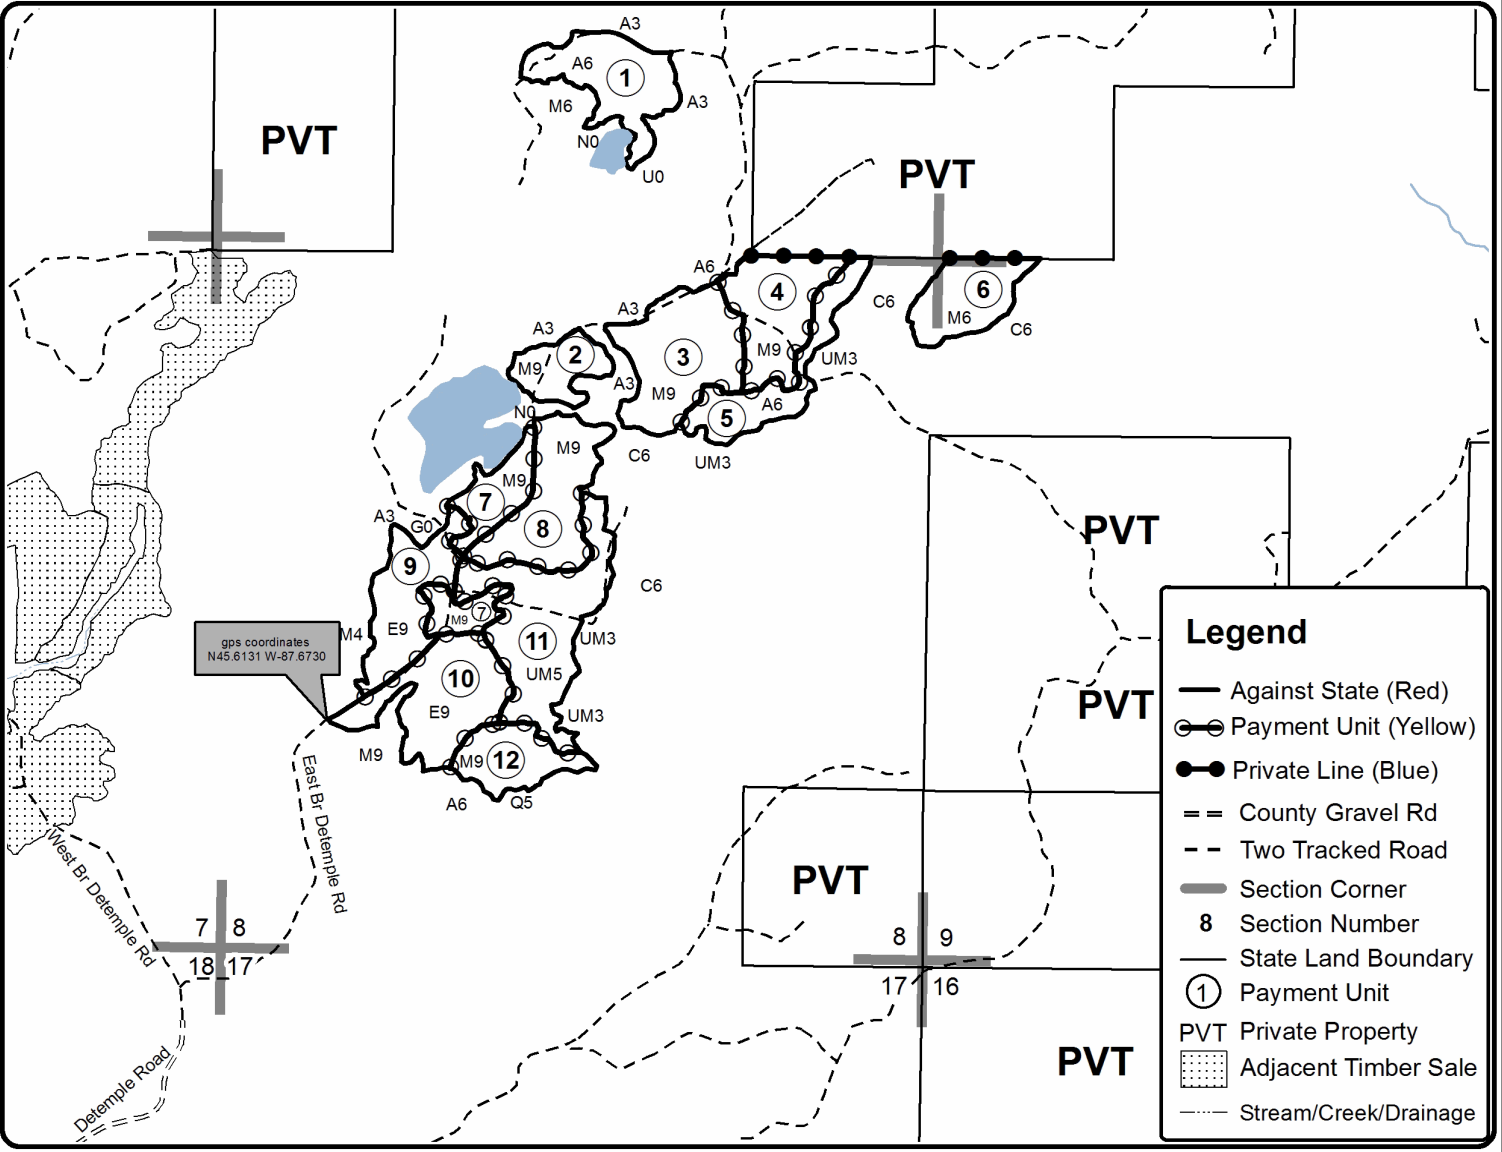 A3
A6
1
M6
A3
N0
U0
PVT
PVT
A6
4
6
C6
M6
C6
A3
A3
M9
2
3
M9
UM3
M9
A3
M9
A6
5
N0
M9
C6
UM3
M9
7
8
A3
G0
9
C6
PVT
M9
7
M4
E9
11
UM3
gps coordinates
N45.6131 W-87.6730
10
UM5
E9
UM3
M9
M9
12
A6
Q5
PVT
East Br Detemple Rd
West Br Detemple Rd
PVT
7
8
18
17
8
9
17
16
Detemple Road
PVT
Legend
Against State (Red)
Payment Unit (Yellow)
Private Line (Blue)
County Gravel Rd
Two Tracked Road
Section Corner
8 Section Number
State Land Boundary
1 Payment Unit
PVT Private Property
Adjacent Timber Sale
Stream/Creek/Drainage